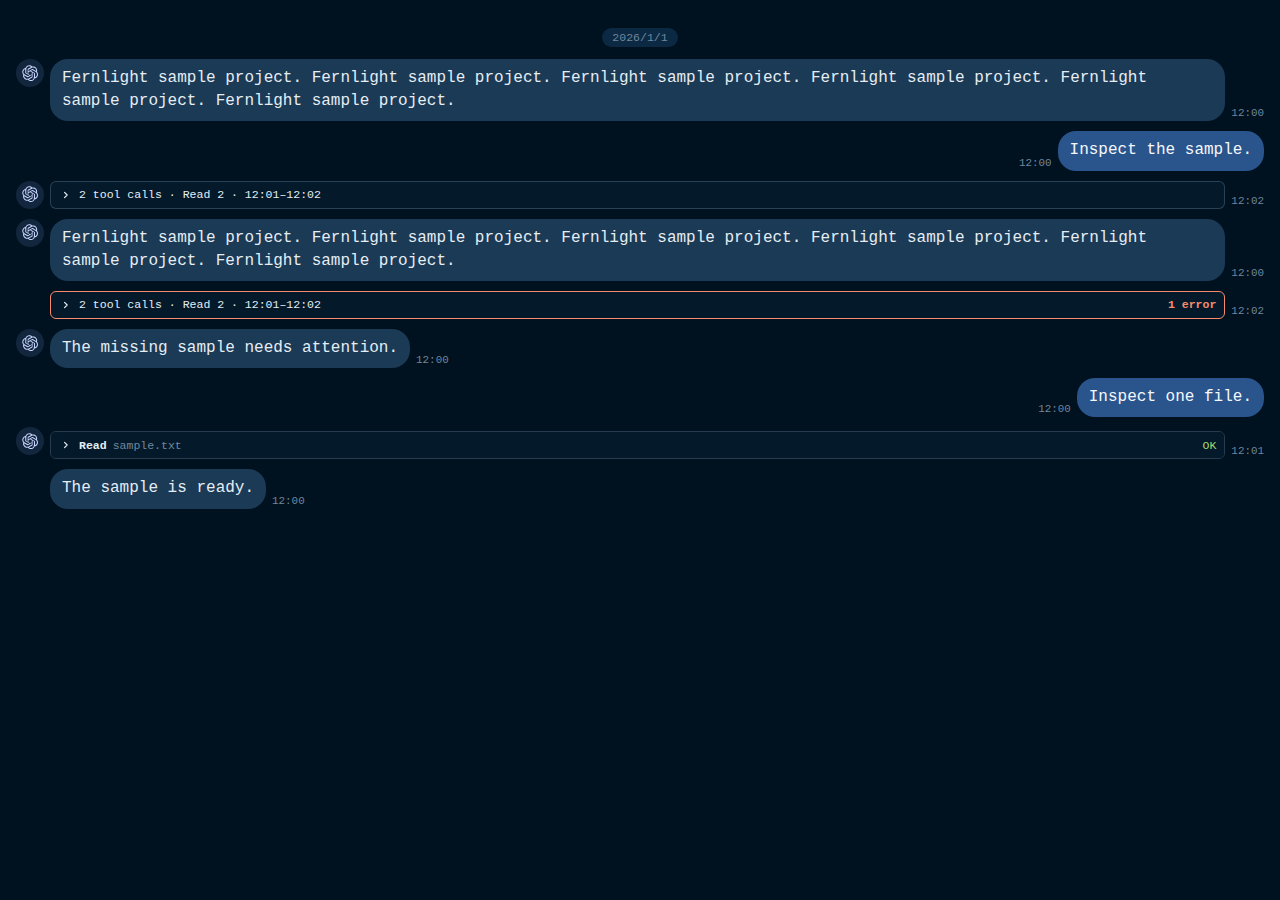 2026/1/1
Fernlight sample project. Fernlight sample project. Fernlight sample project. Fernlight sample project. Fernlight
sample project. Fernlight sample project.
12:00
Inspect the sample.
12:00
2 tool calls · Read 2 · 12:01–12:02
12:02
Fernlight sample project. Fernlight sample project. Fernlight sample project. Fernlight sample project. Fernlight
sample project. Fernlight sample project.
12:00
2 tool calls · Read 2 · 12:01–12:02 1 error
12:02
The missing sample needs attention.
12:00
Inspect one file.
12:00
Read sample.txt OK
12:01
The sample is ready.
12:00